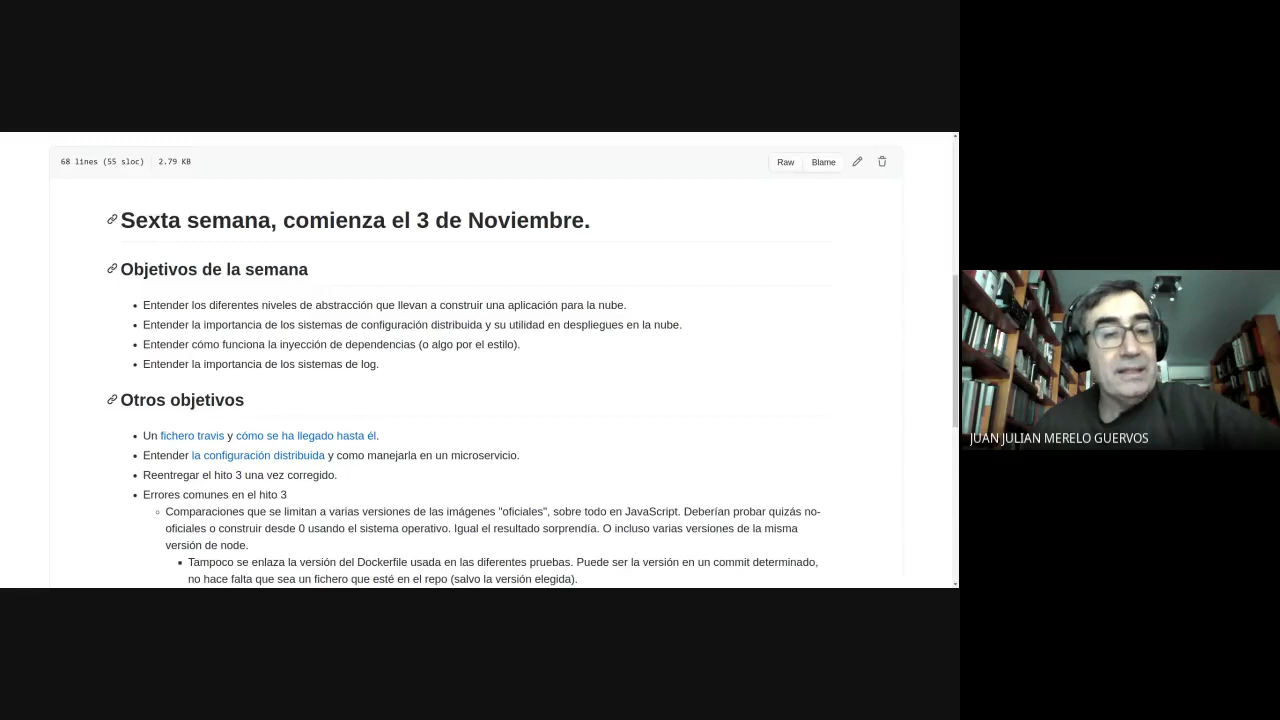 68 lines (55 sloc) 2.79 KB
Raw Blame
Sexta semana, comienza el 3 de Noviembre.
Objetivos de la semana
Entender los diferentes niveles de abstracción que llevan a construir una aplicación para la nube.
Entender la importancia de los sistemas de configuración distribuida y su utilidad en despliegues en la nube.
Entender cómo funciona la inyección de dependencias (o algo por el estilo).
Entender la importancia de los sistemas de log.
Otros objetivos
Un fichero travis y cómo se ha llegado hasta él.
Entender la configuración distribuida y como manejarla en un microservicio.
Reentregar el hito 3 una vez corregido.
Errores comunes en el hito 3
Comparaciones que se limitan a varias versiones de las imágenes "oficiales", sobre todo en JavaScript. Deberían probar quizás no-
oficiales o construir desde 0 usando el sistema operativo. Igual el resultado sorprendía. O incluso varias versiones de la misma
versión de node.
Tampoco se enlaza la versión del Dockerfile usada en las diferentes pruebas. Puede ser la versión en un commit determinado,
no hace falta que sea un fichero que esté en el repo (salvo la versión elegida).
JUAN JULIAN MERELO GUERVOS